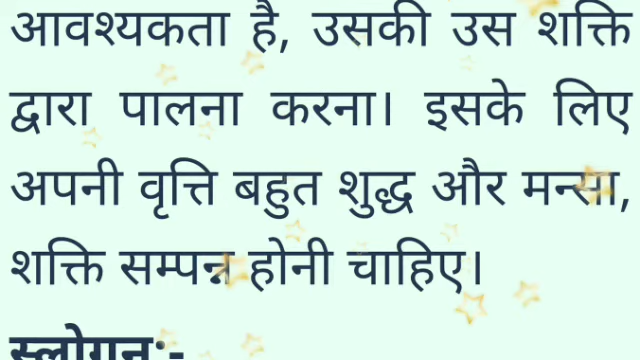 आवश्यकता है, उसकी उस शक्ति
द्वारा पालना करना। इसके लिए
अपनी वृत्ति बहुत शुद्ध और मन्सा,
शक्ति सम्पन्न होनी चाहिए।
स्लोगन:-